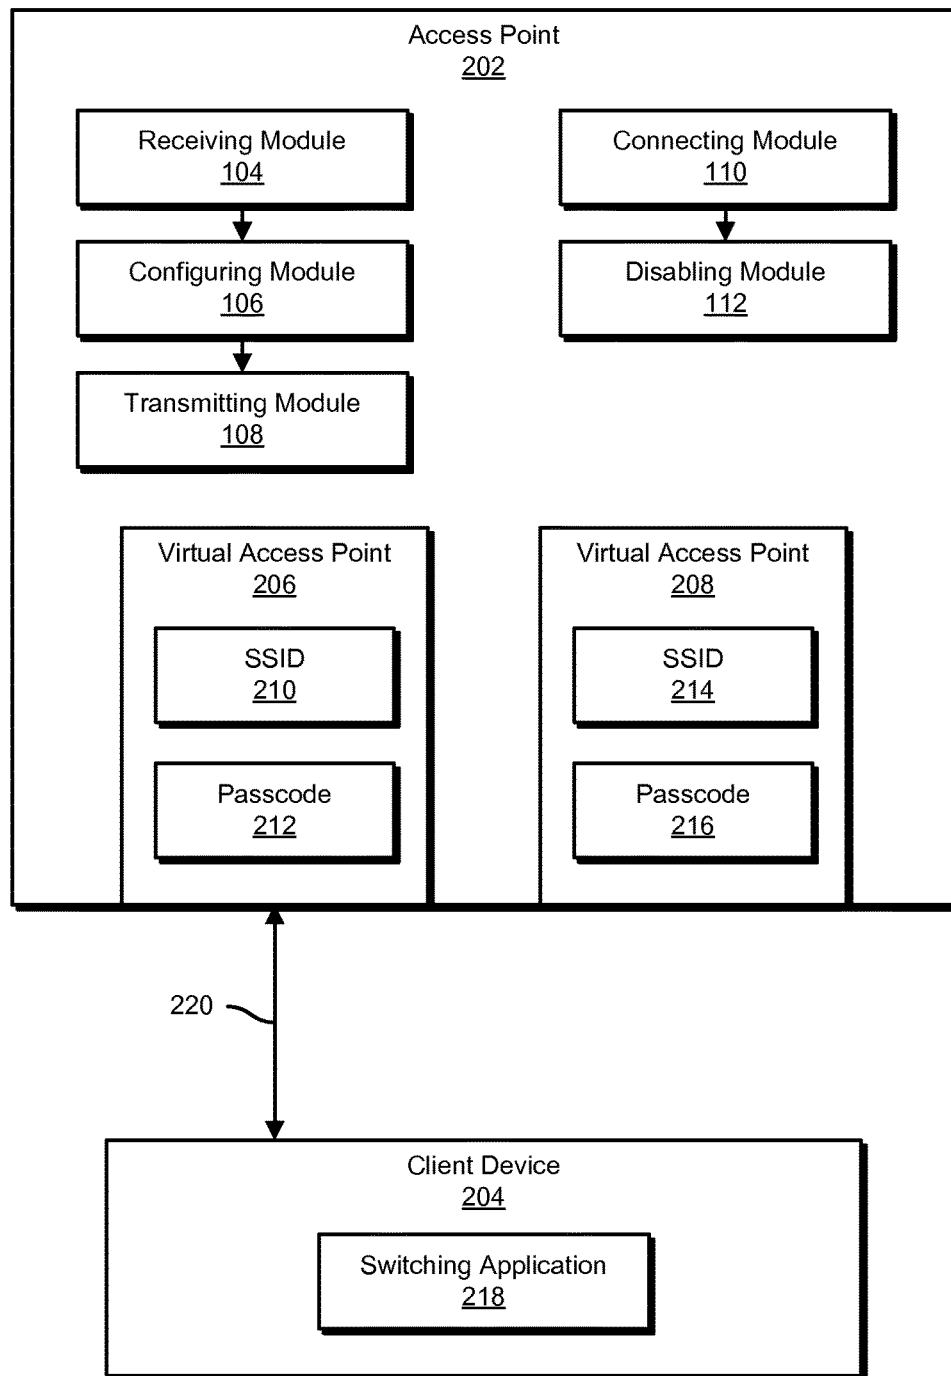 Access Point
202
Receiving Module
104
Connecting Module
110
Configuring Module
106
Disabling Module
112
Transmitting Module
108
Virtual Access Point
206
Virtual Access Point
208
SSID
210
SSID
214
Passcode
212
Passcode
216
220
Client Device
204
Switching Application
218